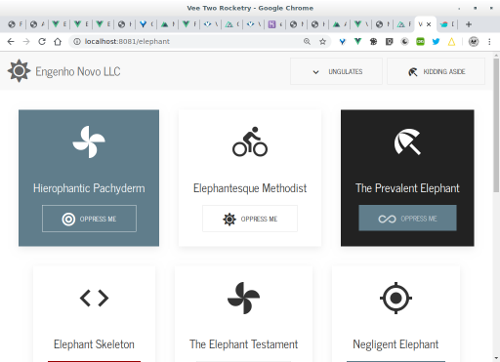 Vee Two Rocketry - Google Chrome
localhost:8081/elephant
Engenho Novo LLC
UNGULATES
KIDDING ASIDE
Hierophantic Pachyderm
Elephantesque Methodist
The Prevalent Elephant
OPPRESS ME
OPPRESS ME
OPPRESS ME
Elephant Skeleton
The Elephant Testament
Negligent Elephant